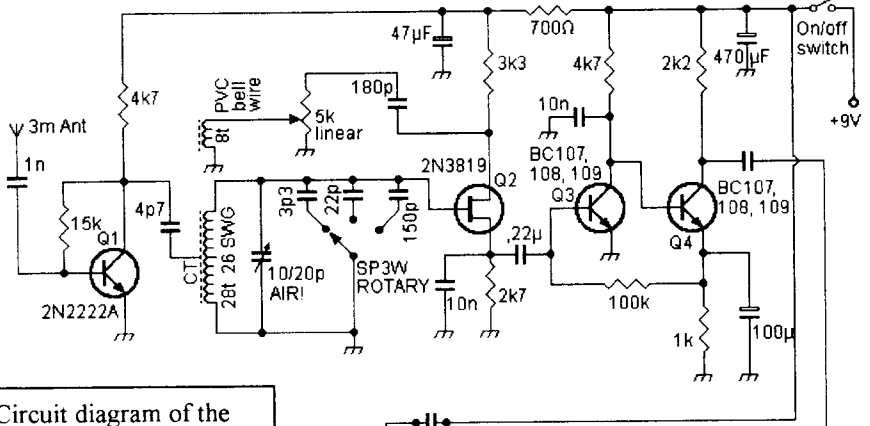 47µF
700Ω
On/off
switch
4k7
PVC
bell
wire
8t
5k
linear
180p
3k3
4k7
2k2
470µF
+9V
3m Ant
1n
10n
2N3819
Q2
BC107,
108, 109
Q3
BC107,
108, 109
Q4
4p7
15k
Q1
2N2222A
CT
28t 26 SWG
3p3
22p
150p
10/20p
AIR!
SP3W
ROTARY
10n
2k7
,22µ
100k
1k
100µ
Circuit diagram of the